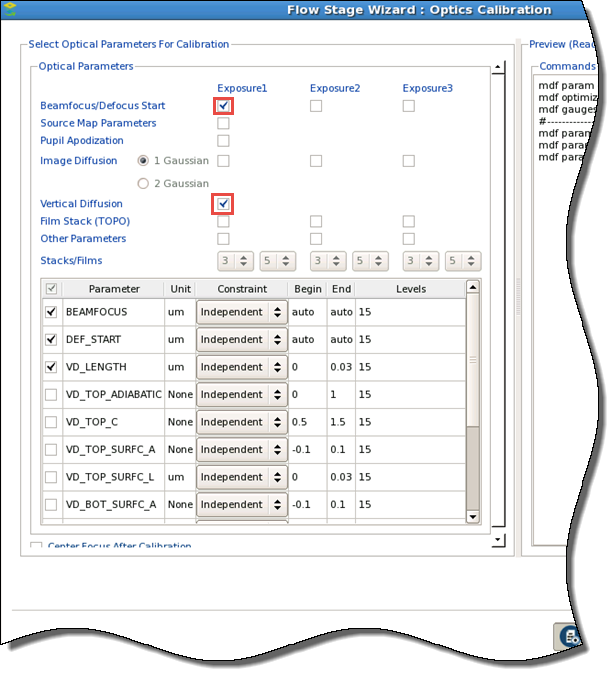 Flow Stage Wizard : Optics Calibration
Select Optical Parameters For Calibration
Optical Parameters
Exposure1 Exposure2 Exposure3
Beamfocus/Defocus Start
Source Map Parameters
Pupil Apodization
Image Diffusion 1 Gaussian
2 Gaussian
Vertical Diffusion
Film Stack (TOPO)
Other Parameters
Stacks/Films 3 5 3 5 3 5
Parameter Unit Constraint Begin End Levels
BEAMFOCUS um Independent auto auto 15
DEF_START um Independent auto auto 15
VD_LENGTH um Independent 0 0.03 15
VD_TOP_ADIABATIC None Independent 0 1 15
VD_TOP_C None Independent 0.5 1.5 15
VD_TOP_SURFC_A None Independent -0.1 0.1 15
VD_TOP_SURFC_L um Independent 0 0.03 15
VD_BOT_SURFC_A None Independent -0.1 0.1 15
Center Focus After Calibration
Preview (Reac
Commands
mdf param
mdf optimiz
mdf gauges
#--------------
mdf param
mdf para
mdf para